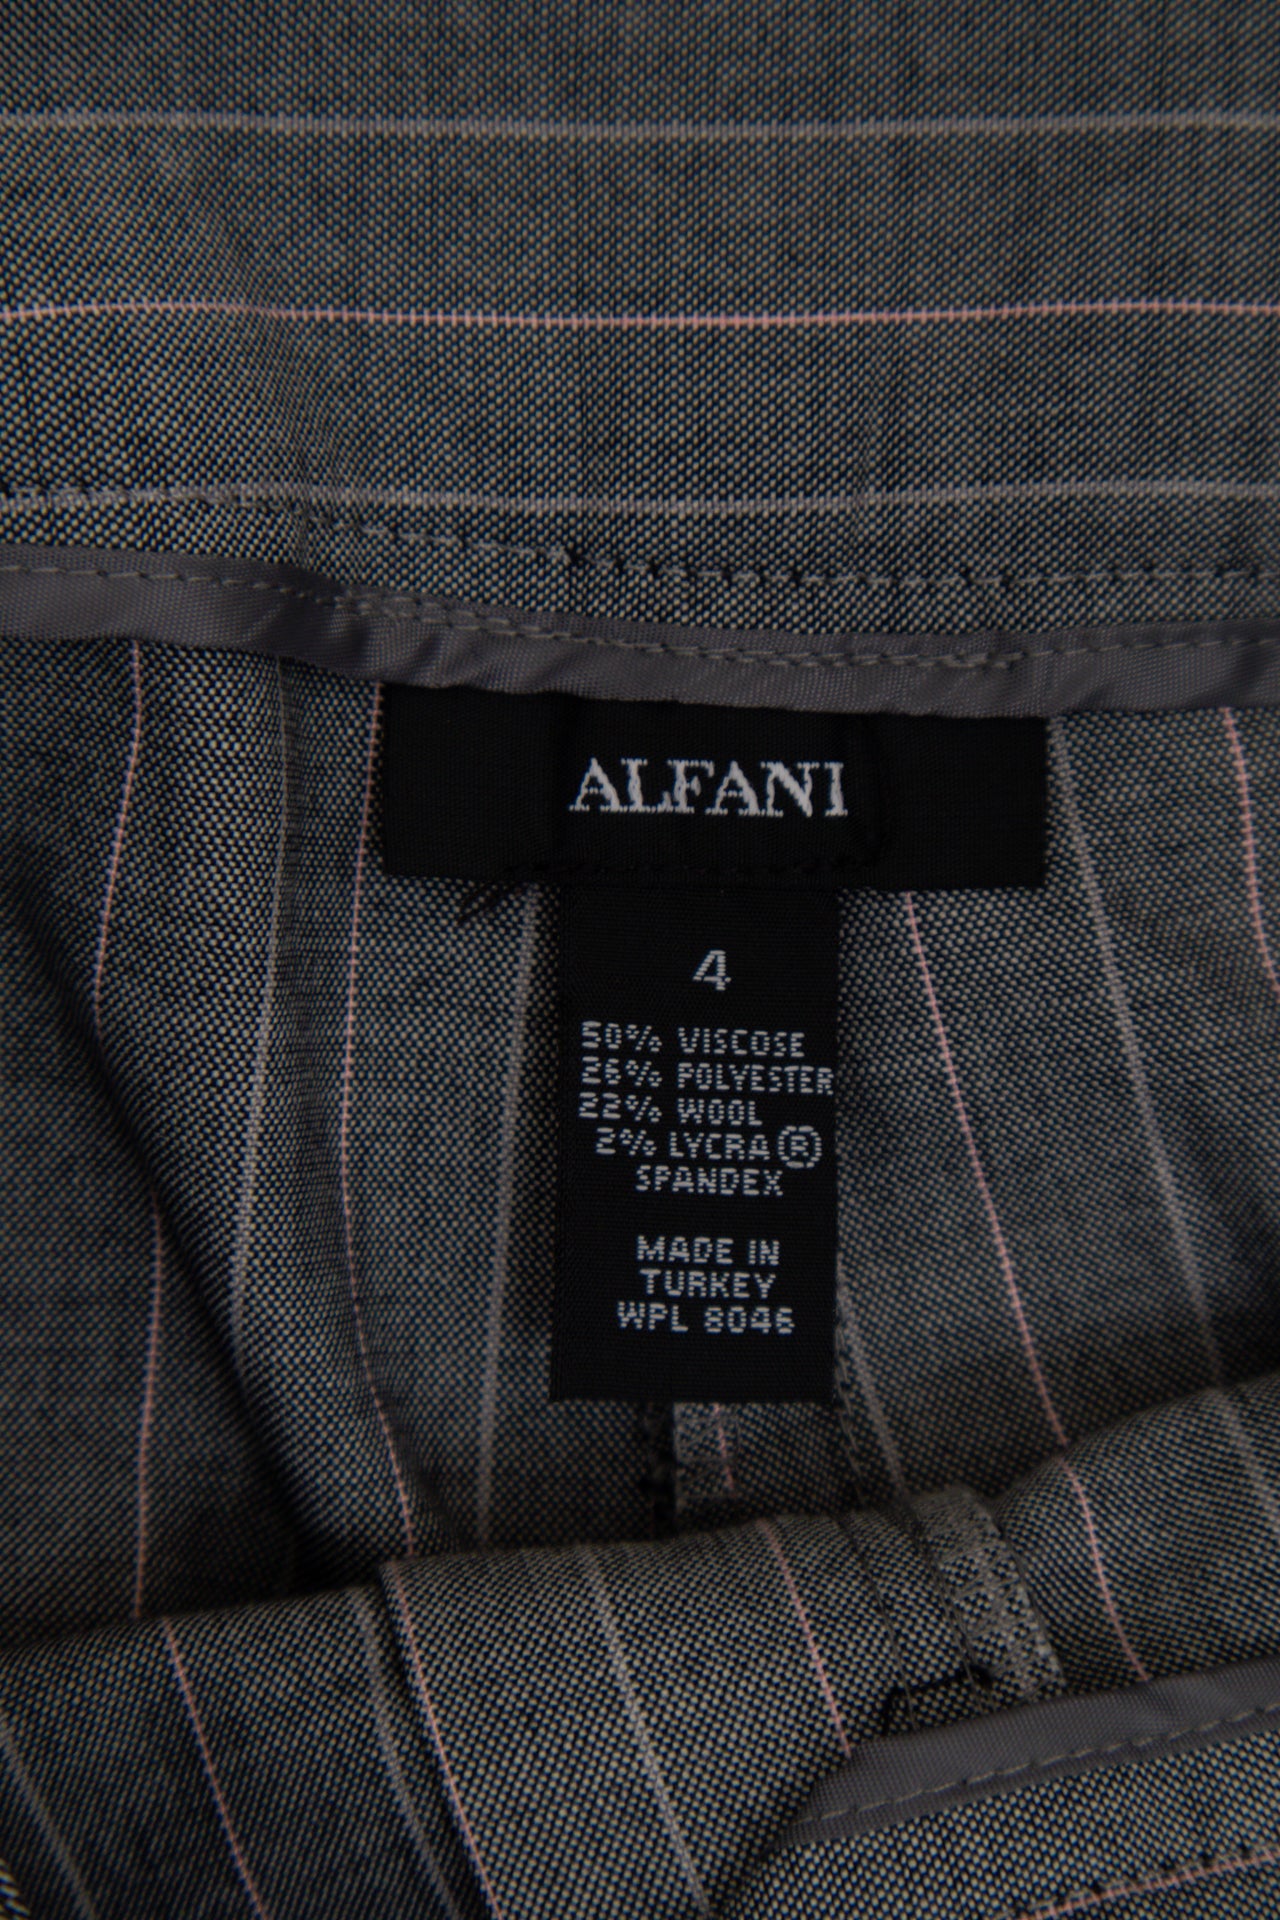 ALFANI
4
50% VISCOSE
26% POLYESTER
22% WOOL
2% LYCRA®
SPANDEX
MADE IN
TURKEY
WPL 8046